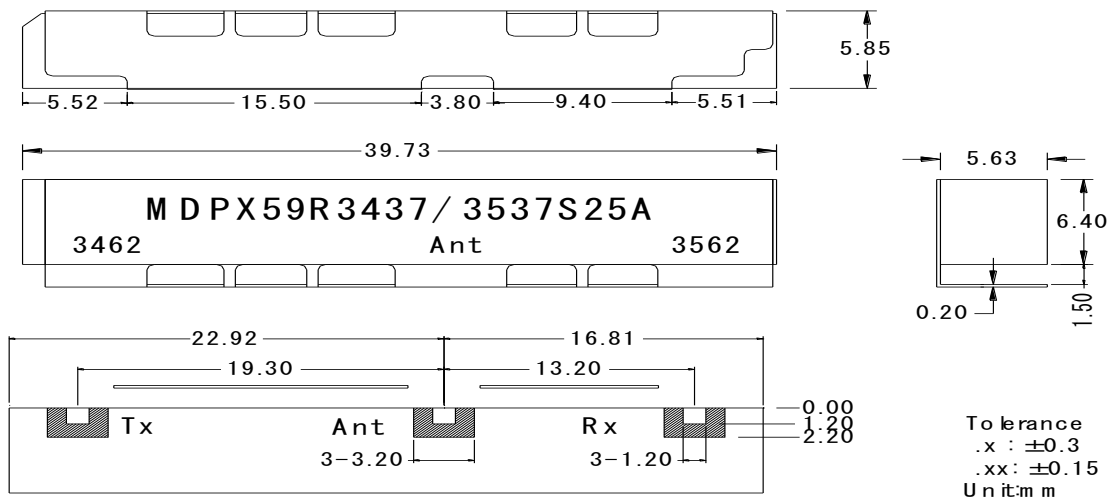 5.85
5.52 15.50 3.80 9.40 5.51
39.73
5.63
MDPX59R3437/3537S25A
3462 Ant 3562
6.40
1.50
0.20
22.92 16.81
19.30 13.20
0.00
1.20
2.20
Tx Ant Rx
3-3.20 3-1.20
Tolerance
.x : ±0.3
.xx: ±0.15
Unit:mm